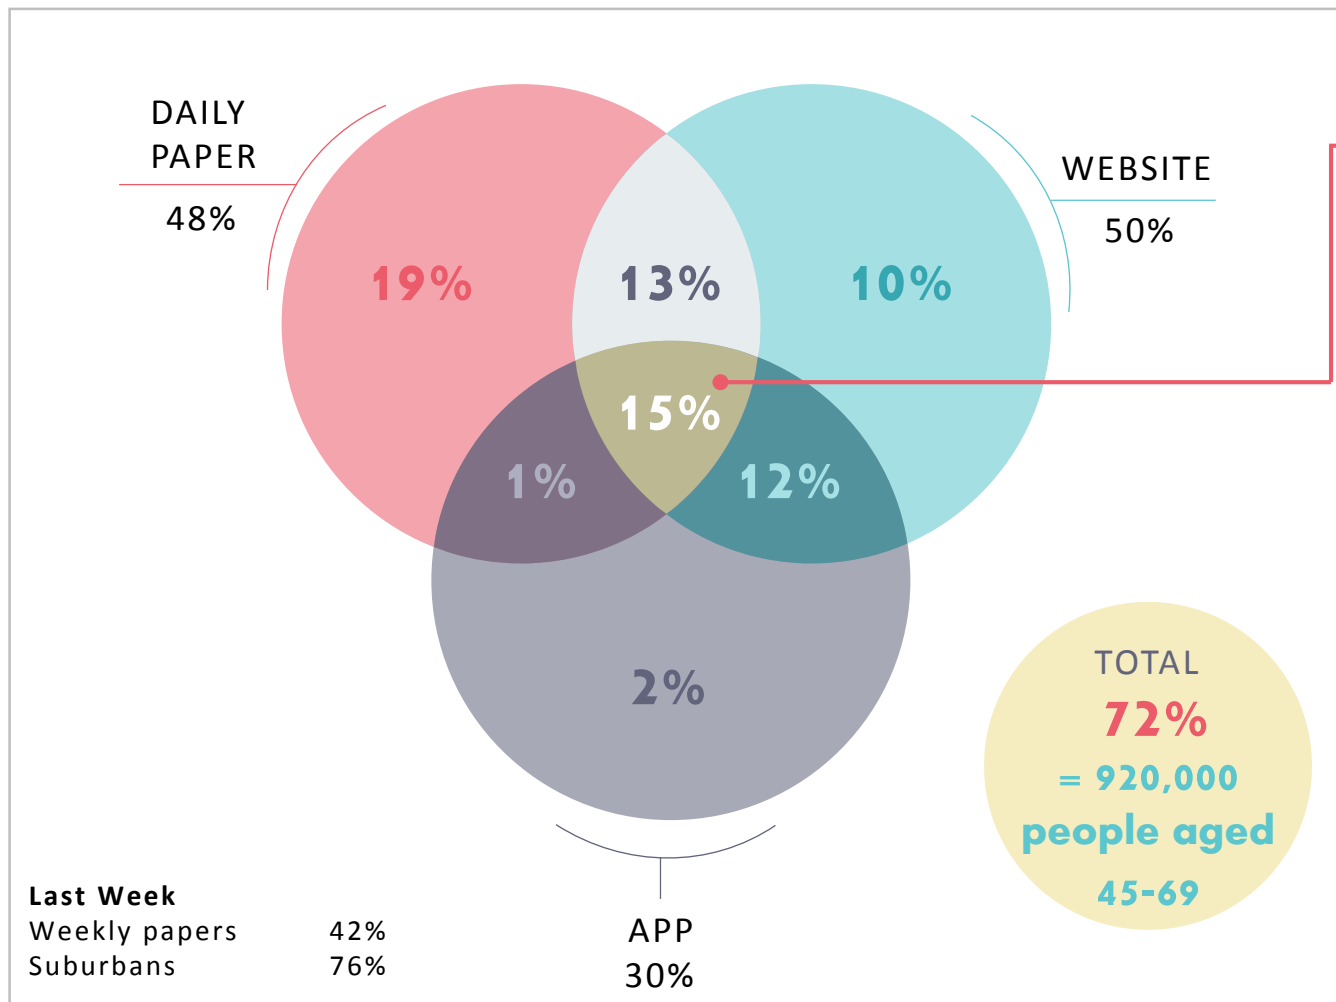 DAILY
PAPER
48%
WEBSITE
50%
19%
13%
10%
15%
1%
12%
2%
TOTAL
72%
= 920,000
people aged
45-69
Last Week
Weekly papers 42%
Suburbans 76%
APP
30%